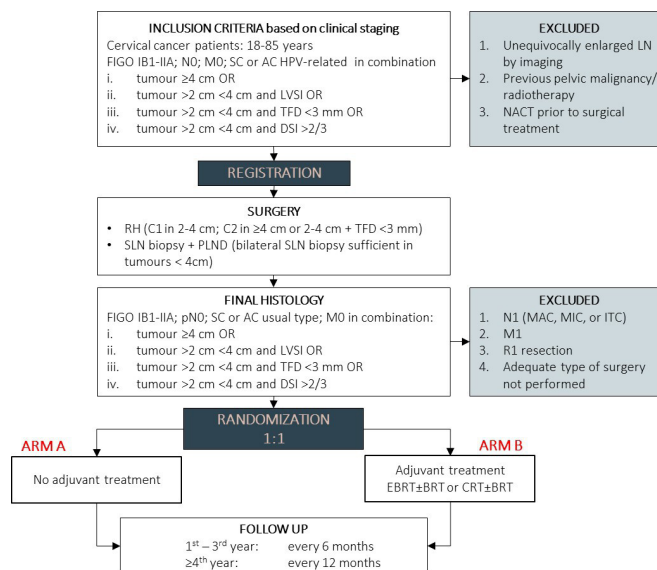 INCLUSION CRITERIA based on clinical staging
Cervical cancer patients: 18-85 years
FIGO IB1-IIA; N0; M0; SC or AC HPV-related in combination
i. tumour ≥4 cm OR
ii. tumour >2 cm <4 cm and LVSI OR
iii. tumour >2 cm <4 cm and TFD <3 mm OR
iv. tumour >2 cm <4 cm and DSI >2/3
EXCLUDED
1. Unequivocally enlarged LN
by imaging
2. Previous pelvic malignancy/
radiotherapy
3. NACT prior to surgical
treatment
REGISTRATION
SURGERY
• RH (C1 in 2-4 cm; C2 in ≥4 cm or 2-4 cm + TFD <3 mm)
• SLN biopsy + PLND (bilateral SLN biopsy sufficient in
tumours < 4cm)
FINAL HISTOLOGY
FIGO IB1-IIA; pN0; SC or AC usual type; M0 in combination:
i. tumour ≥4 cm OR
ii. tumour >2 cm <4 cm and LVSI OR
iii. tumour >2 cm <4 cm and TFD <3 mm OR
iv. tumour >2 cm <4 cm and DSI >2/3
EXCLUDED
1. N1 (MAC, MIC, or ITC)
2. M1
3. R1 resection
4. Adequate type of surgery
not performed
RANDOMIZATION
1:1
ARM A
No adjuvant treatment
ARM B
Adjuvant treatment
EBRT±BRT or CRT±BRT
FOLLOW UP
1st – 3rd year: every 6 months
≥4th year: every 12 months